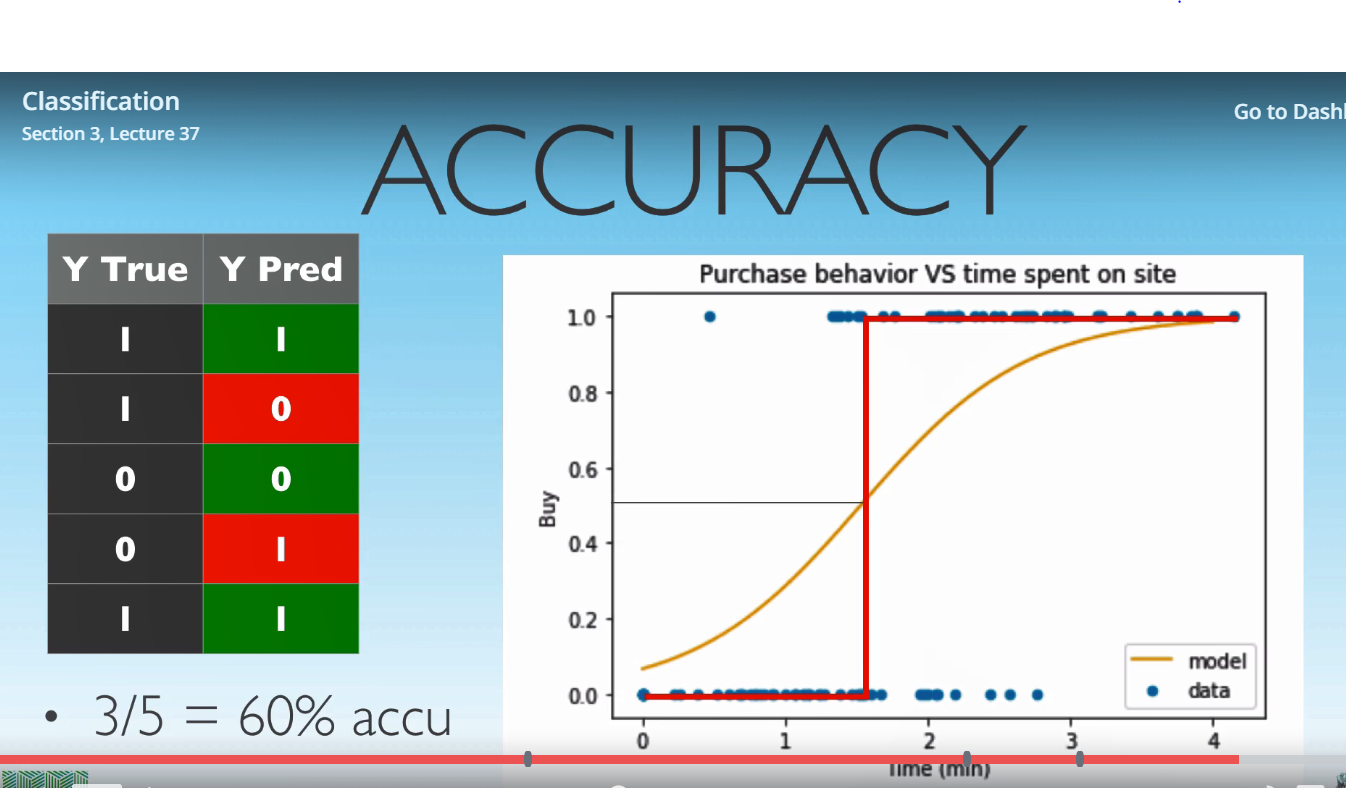 Classification
Section 3, Lecture 37
Go to Dash
ACCURACY
Y True Y Pred
1 1
1 0
0 0
0 1
1 1
• 3/5 = 60% accu
Purchase behavior VS time spent on site
1.0
0.8
0.6
0.4
0.2
0.0
Buy
model
data
0 1 2 3 4
Time (min)